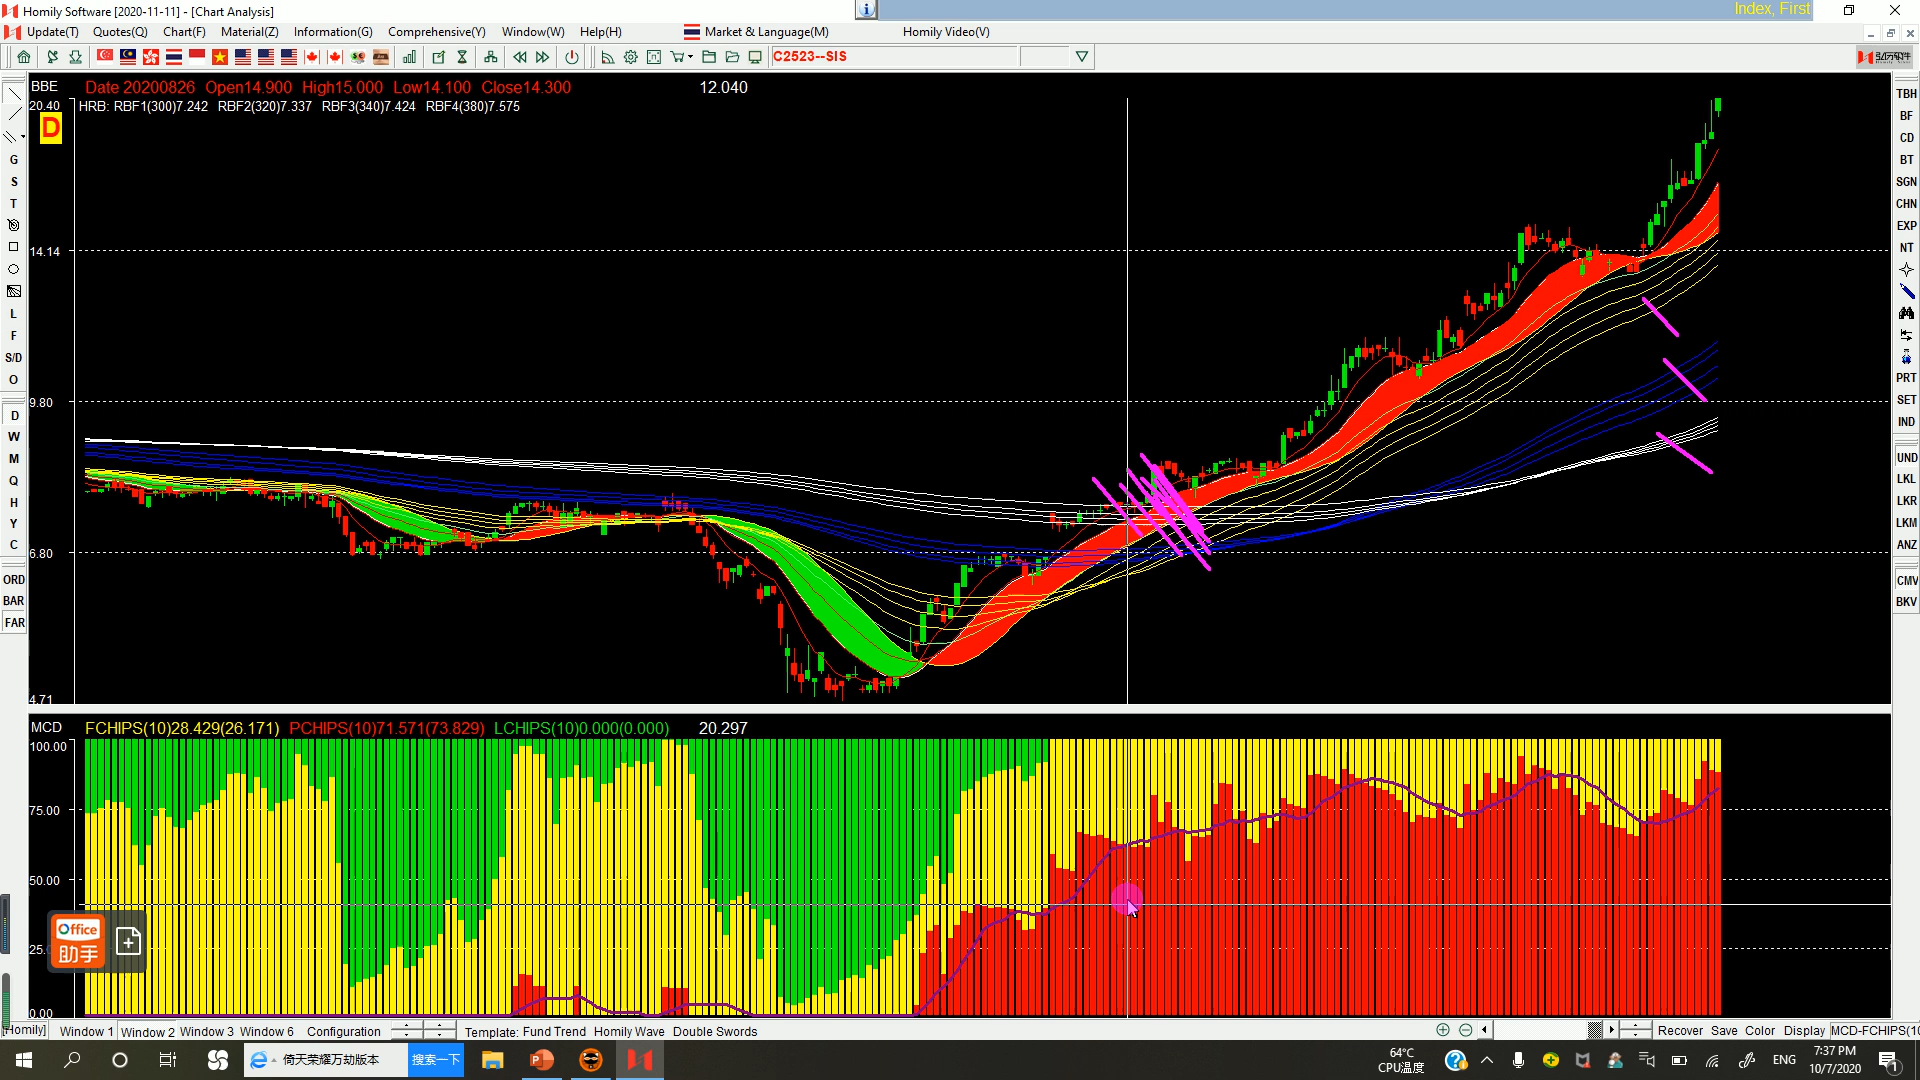 Homily Software [2020-11-11] - [Chart Analysis]
Index, First
Update(T) Quotes(Q) Chart(F) Material(Z) Information(G) Comprehensive(Y) Window(W) Help(H) Market & Language(M) Homily Video(V)
C2523--SIS
BBE Date 20200826 Open14.900 High15.000 Low14.100 Close14.300 12.040
20.40 HRB: RBF1(300)7.242 RBF2(320)7.337 RBF3(340)7.424 RBF4(380)7.575
D
14.14
9.80
6.80
4.71
G
S
T
L
F
S/D
O
D
W
M
Q
H
Y
C
ORD
BAR
FAR
TBH
BF
CD
BT
SGN
CHN
EXP
NT
PRT
SET
IND
UND
LKL
LKR
LKM
ANZ
CMV
BKV
MCD FCHIPS(10)28.429(26.171) PCHIPS(10)71.571(73.829) LCHIPS(10)0.000(0.000) 20.297
100.00
75.00
50.00
25.
0.00
Office
助手
[Homily] Window 1 Window 2 Window 3 Window 6 Configuration Template: Fund Trend Homily Wave Double Swords Recover Save Color Display MCD-FCHIPS(10
倚天荣耀万劫版本 搜索一下
64℃
CPU温度
ENG
7:37 PM
10/7/2020
1